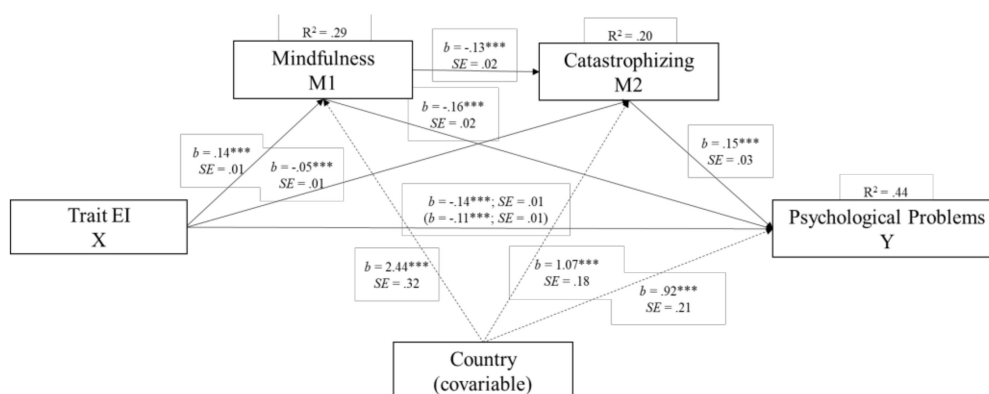 R² = .29
Mindfulness
M1
b = -.13***
SE = .02
R² = .20
Catastrophizing
M2
b = -.16***
SE = .02
b = .14***
SE = .01
b = -.05***
SE = .01
b = .15***
SE = .03
R² = .44
Trait EI
X
b = -.14***; SE = .01
(b = -.11***; SE = .01)
Psychological Problems
Y
b = 2.44***
SE = .32
b = 1.07***
SE = .18
b = .92***
SE = .21
Country
(covariable)